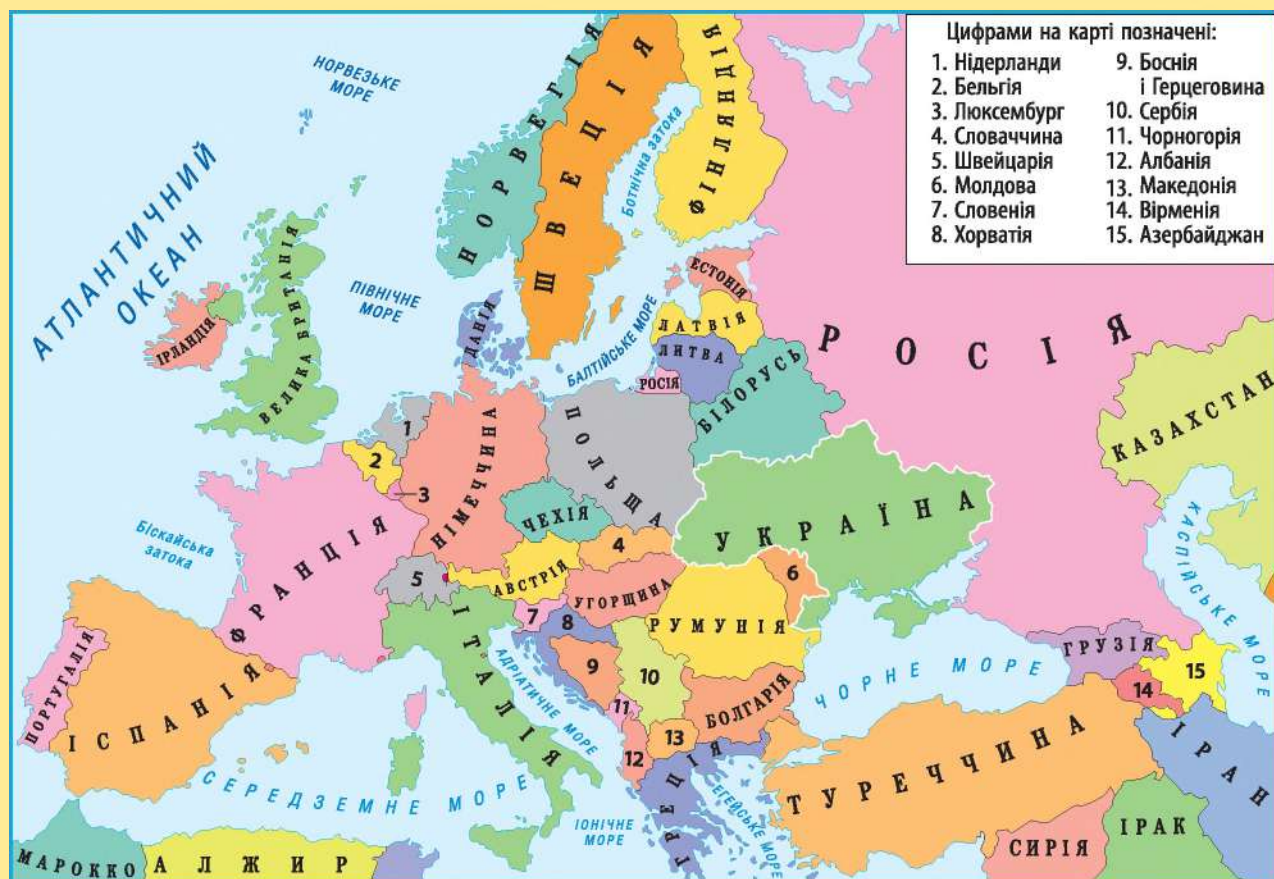 Цифрами на карті позначені:
1. Нідерланди
2. Бельгія
3. Люксембург
4. Словаччина
5. Швейцарія
6. Молдова
7. Словенія
8. Хорватія
9. Боснія
і Герцеговина
10. Сербія
11. Чорногорія
12. Албанія
13. Македонія
14. Вірменія
15. Азербайджан
НОРВЕЗЬКЕ
МОРЕ
АТЛАНТИЧНИЙ
ОКЕАН
НОРВЕГІЯ
ШВЕЦІЯ
Ботнічна затока
ФІНЛЯНДІЯ
ПІВНІЧНЕ
МОРЕ
ІРЛАНДІЯ
ВЕЛИКА БРИТАНІЯ
ДАНІЯ
БАЛТІЙСЬКЕ МОРЕ
ЕСТОНІЯ
ЛАТВІЯ
ЛИТВА
РОСІЯ
РОСІЯ
БІЛОРУСЬ
КАЗАХСТАН
1
2
3
НІМЕЧЧИНА
ПОЛЬЩА
ЧЕХІЯ
УКРАЇНА
КАСПІЙСЬКЕ МОРЕ
Біскайська
затока
ФРАНЦІЯ
4
5
АВСТРІЯ
УГОРЩИНА
6
РУМУНІЯ
7
8
9
10
11
12
13
14
15
ПОРТУГАЛІЯ
ІСПАНІЯ
ІТАЛІЯ
АДРІАТИЧНЕ МОРЕ
БОЛГАРІЯ
ЧОРНЕ МОРЕ
ГРУЗІЯ
СЕРЕДЗЕМНЕ МОРЕ
ІОНІЧНЕ
МОРЕ
ГРЕЦІЯ
ЕГЕЙСЬКЕ МОРЕ
ТУРЕЧЧИНА
ІРАН
ІРАК
СИРІЯ
МАРОККО
АЛЖИР